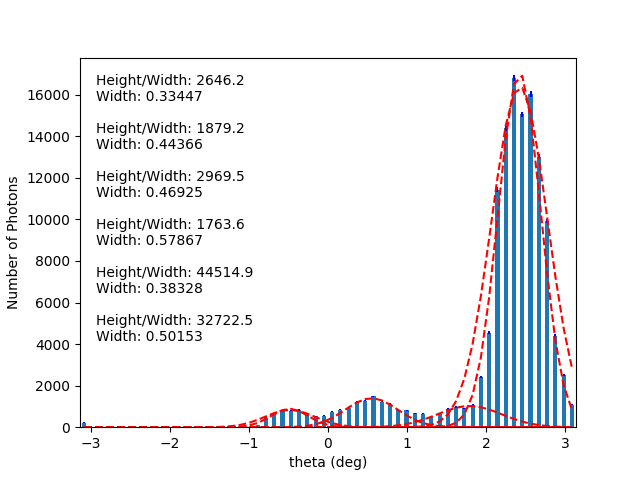 Height/Width: 2646.2
Width: 0.33447
Height/Width: 1879.2
Width: 0.44366
Height/Width: 2969.5
Width: 0.46925
Height/Width: 1763.6
Width: 0.57867
Height/Width: 44514.9
Width: 0.38328
Height/Width: 32722.5
Width: 0.50153
Number of Photons
16000
14000
12000
10000
8000
6000
4000
2000
0
−3 −2 −1 0 1 2 3
theta (deg)